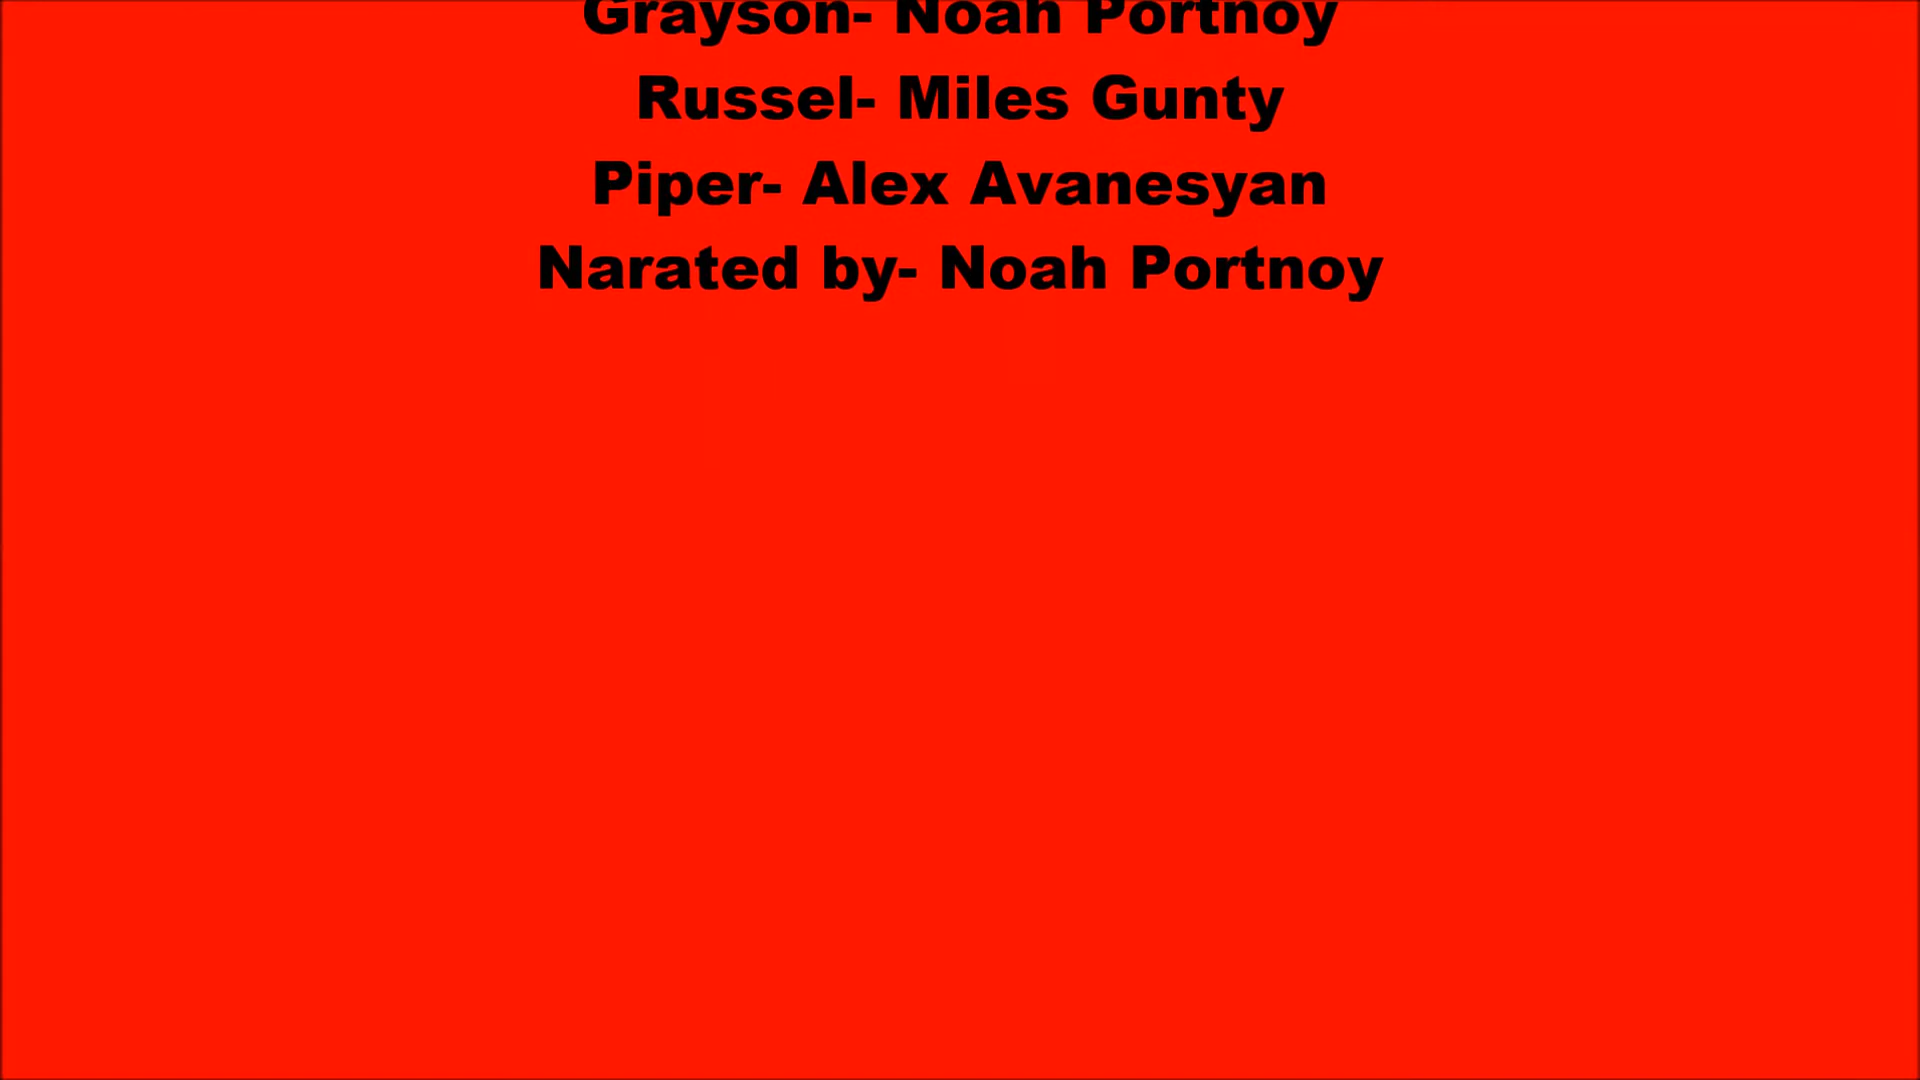 Grayson- Noah Portnoy
Russel- Miles Gunty
Piper- Alex Avanesyan
Narated by- Noah Portnoy